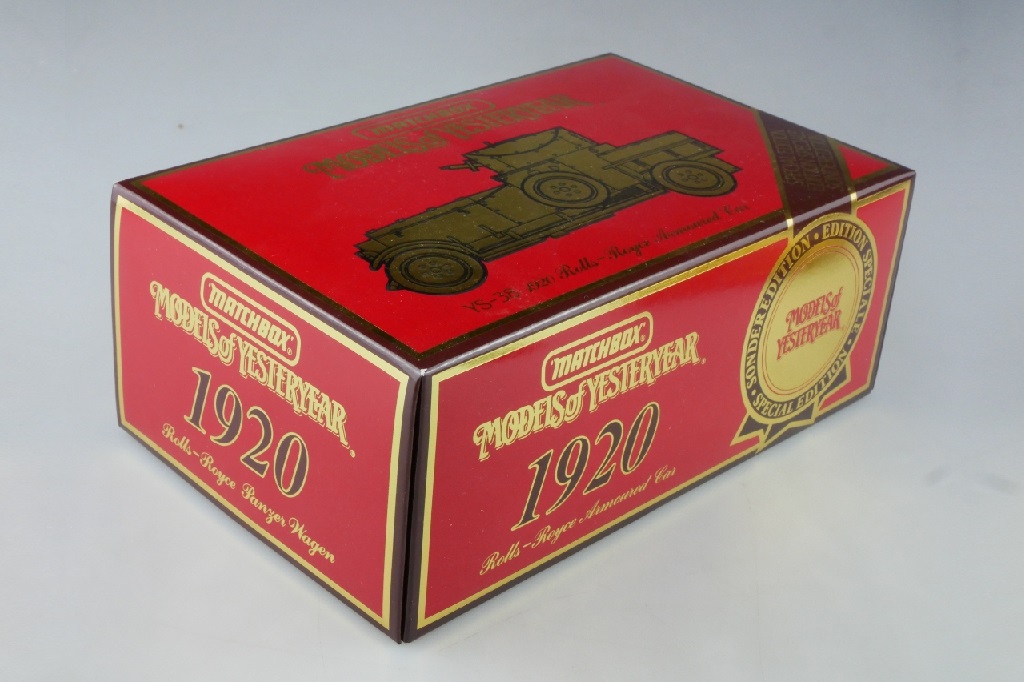 MATCHBOX
MODELS of YESTERYEAR
YS-38 1920 Rolls-Royce Armoured Car
MATCHBOX®
MODELS of YESTERYEAR®
1920
Rolls-Royce Panzer Wagen
MATCHBOX®
MODELS of YESTERYEAR®
1920
Rolls-Royce Armoured Car
SONDEREDITION • EDITION SPECIALE • SPECIAL EDITION •
MODELS of
YESTERYEAR